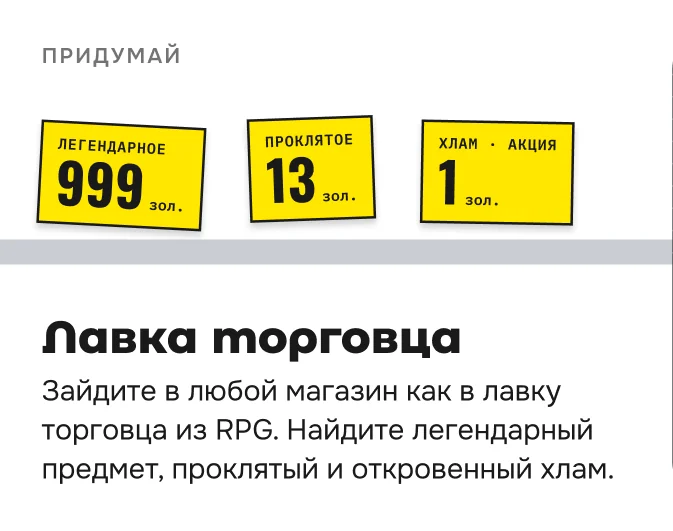 ПРИДУМАЙ
ЛЕГЕНДАРНОЕ
999 зол.
ПРОКЛЯТОЕ
13 зол.
ХЛАМ · АКЦИЯ
1 зол.
Лавка торговца
Зайдите в любой магазин как в лавку
торговца из RPG. Найдите легендарный
предмет, проклятый и откровенный хлам.